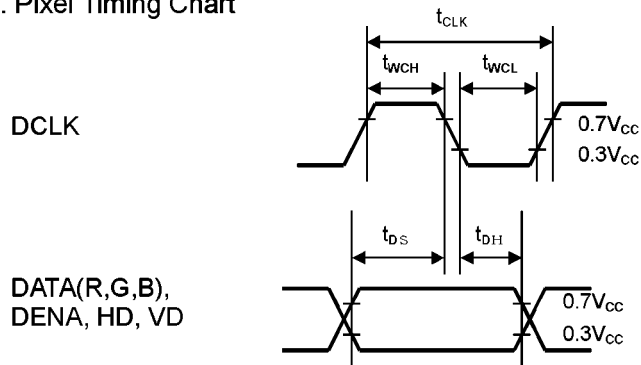 . Pixel Timing Chart
tCLK
tWCH
tWCL
DCLK
0.7VCC
0.3VCC
tDS
tDH
DATA(R,G,B),
DENA, HD, VD
0.7VCC
0.3VCC